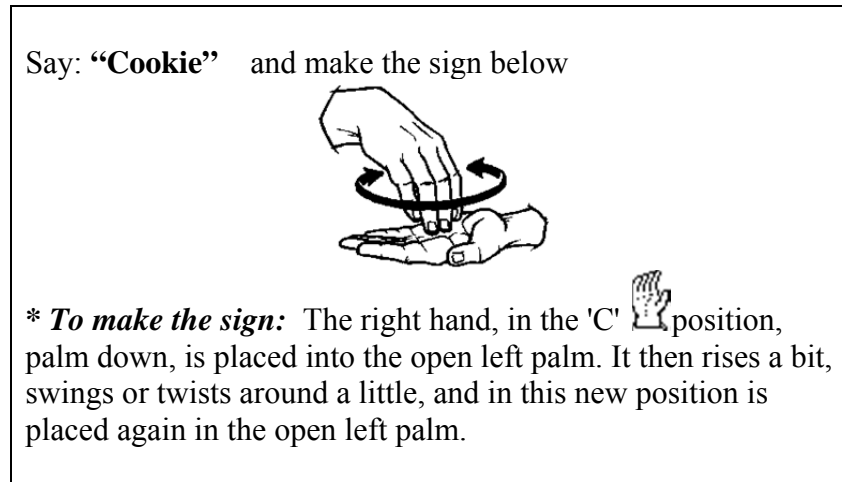 Say: “Cookie” and make the sign below
* To make the sign: The right hand, in the 'C' position,
palm down, is placed into the open left palm. It then rises a bit,
swings or twists around a little, and in this new position is
placed again in the open left palm.